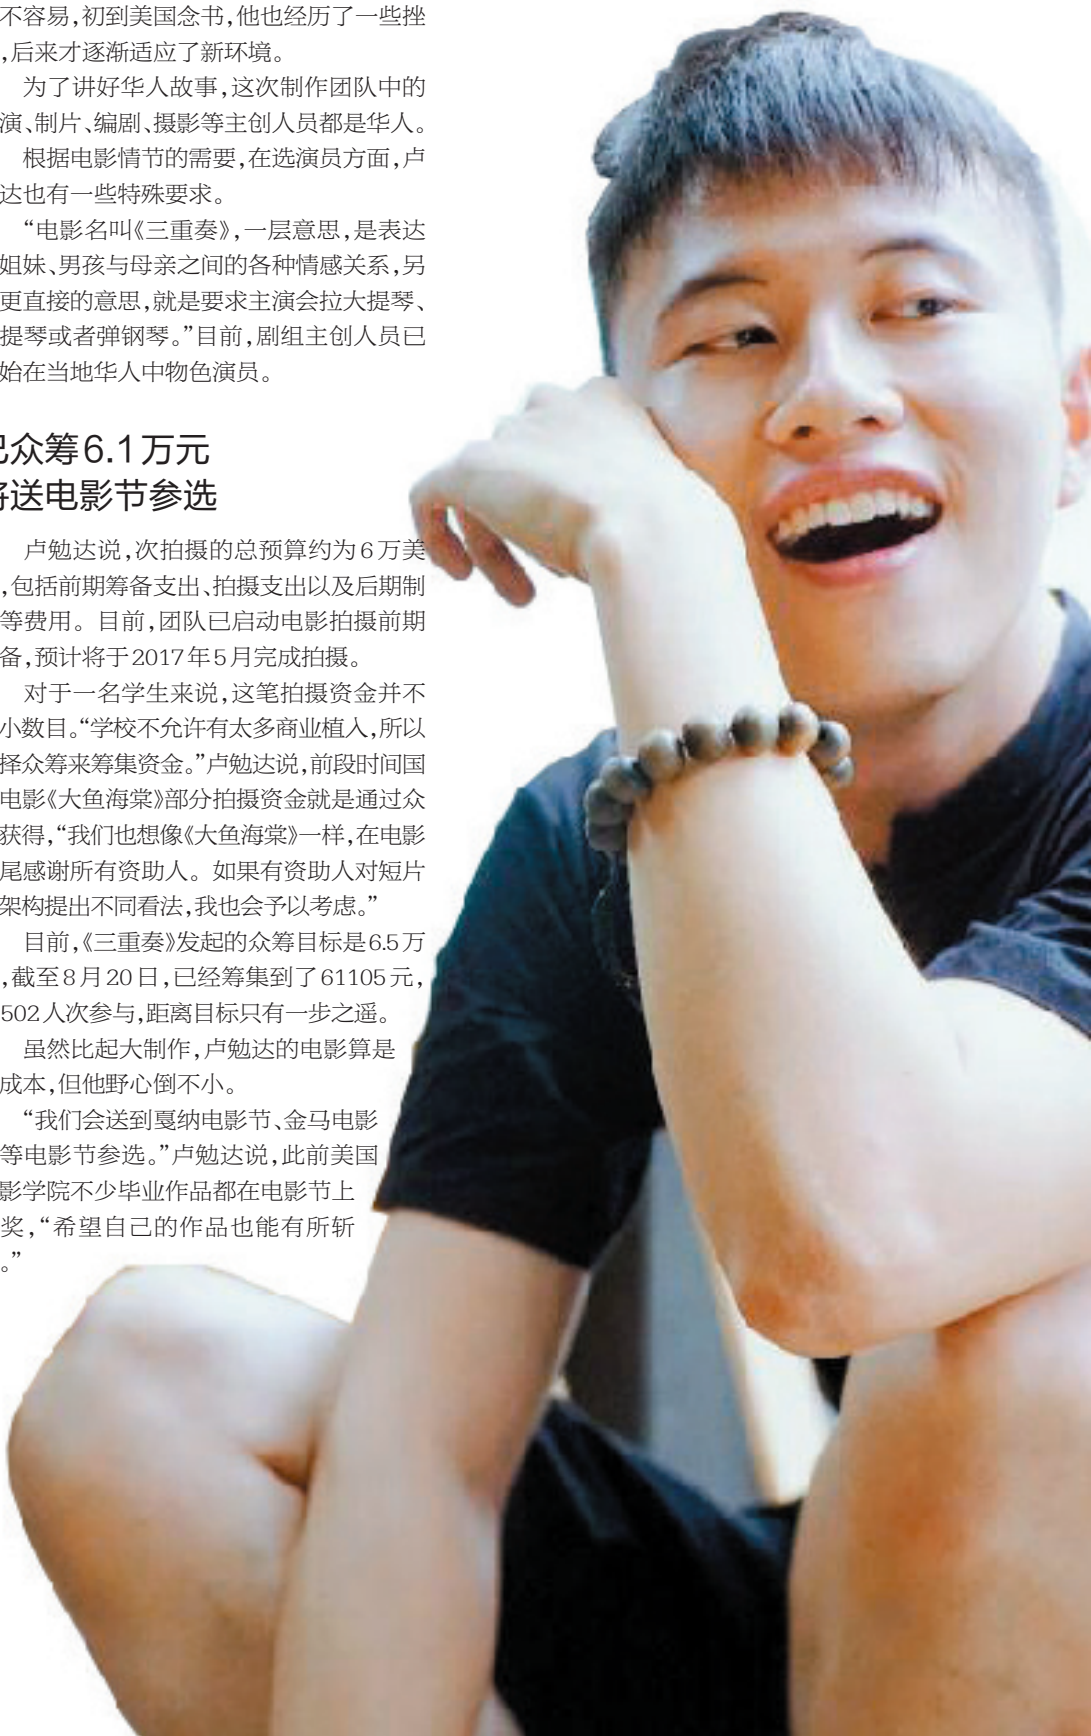 不容易,初到美国念书,他也经历了一些挫
,后来才逐渐适应了新环境。
为了讲好华人故事,这次制作团队中的
演、制片、编剧、摄影等主创人员都是华人。
根据电影情节的需要,在选演员方面,卢
达也有一些特殊要求。
“电影名叫《三重奏》,一层意思,是表达
姐妹、男孩与母亲之间的各种情感关系,另
更直接的意思,就是要求主演会拉大提琴、
提琴或者弹钢琴。”目前,剧组主创人员已
始在当地华人中物色演员。
已众筹6.1万元
将送电影节参选
卢勉达说,次拍摄的总预算约为6万美
,包括前期筹备支出、拍摄支出以及后期制
等费用。目前,团队已启动电影拍摄前期
备,预计将于2017年5月完成拍摄。
对于一名学生来说,这笔拍摄资金并不
小数目。“学校不允许有太多商业植入,所以
择众筹来筹集资金。”卢勉达说,前段时间国
电影《大鱼海棠》部分拍摄资金就是通过众
获得,“我们也想像《大鱼海棠》一样,在电影
尾感谢所有资助人。如果有资助人对短片
架构提出不同看法,我也会予以考虑。”
目前,《三重奏》发起的众筹目标是6.5万
,截至8月20日,已经筹集到了61105元,
502人次参与,距离目标只有一步之遥。
虽然比起大制作,卢勉达的电影算是
成本,但他野心倒不小。
“我们会送到戛纳电影节、金马电影
等电影节参选。”卢勉达说,此前美国
影学院不少毕业作品都在电影节上
奖,“希望自己的作品也能有所斩
。”